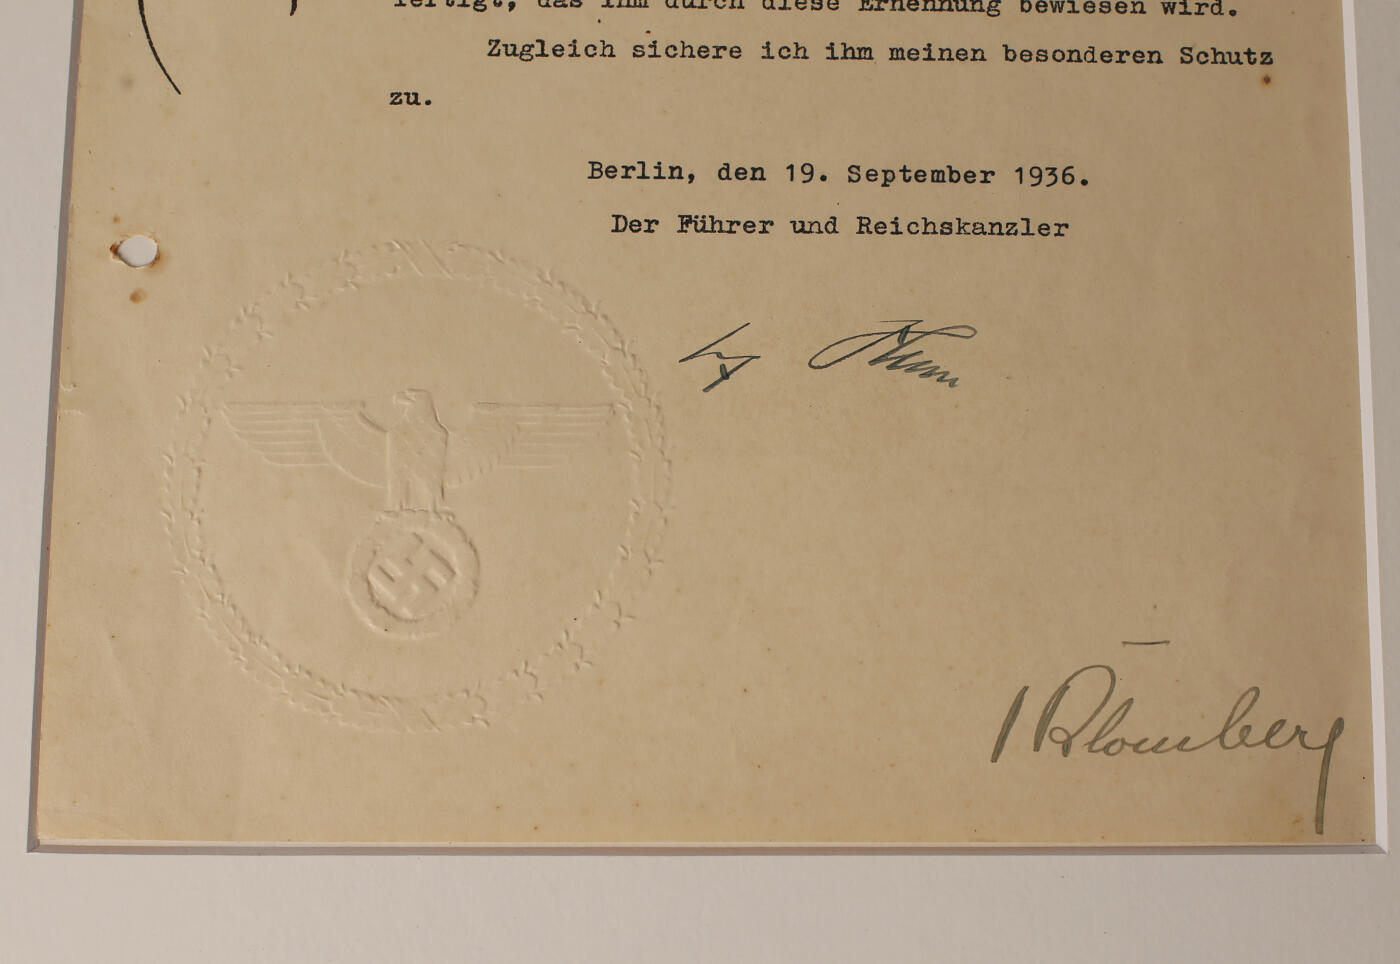 fertigt, das ihm durch diese Ernennung bewiesen wird.
Zugleich sichere ich ihm meinen besonderen Schutz
zu.
Berlin, den 19. September 1936.
Der Führer und Reichskanzler
Blomberg